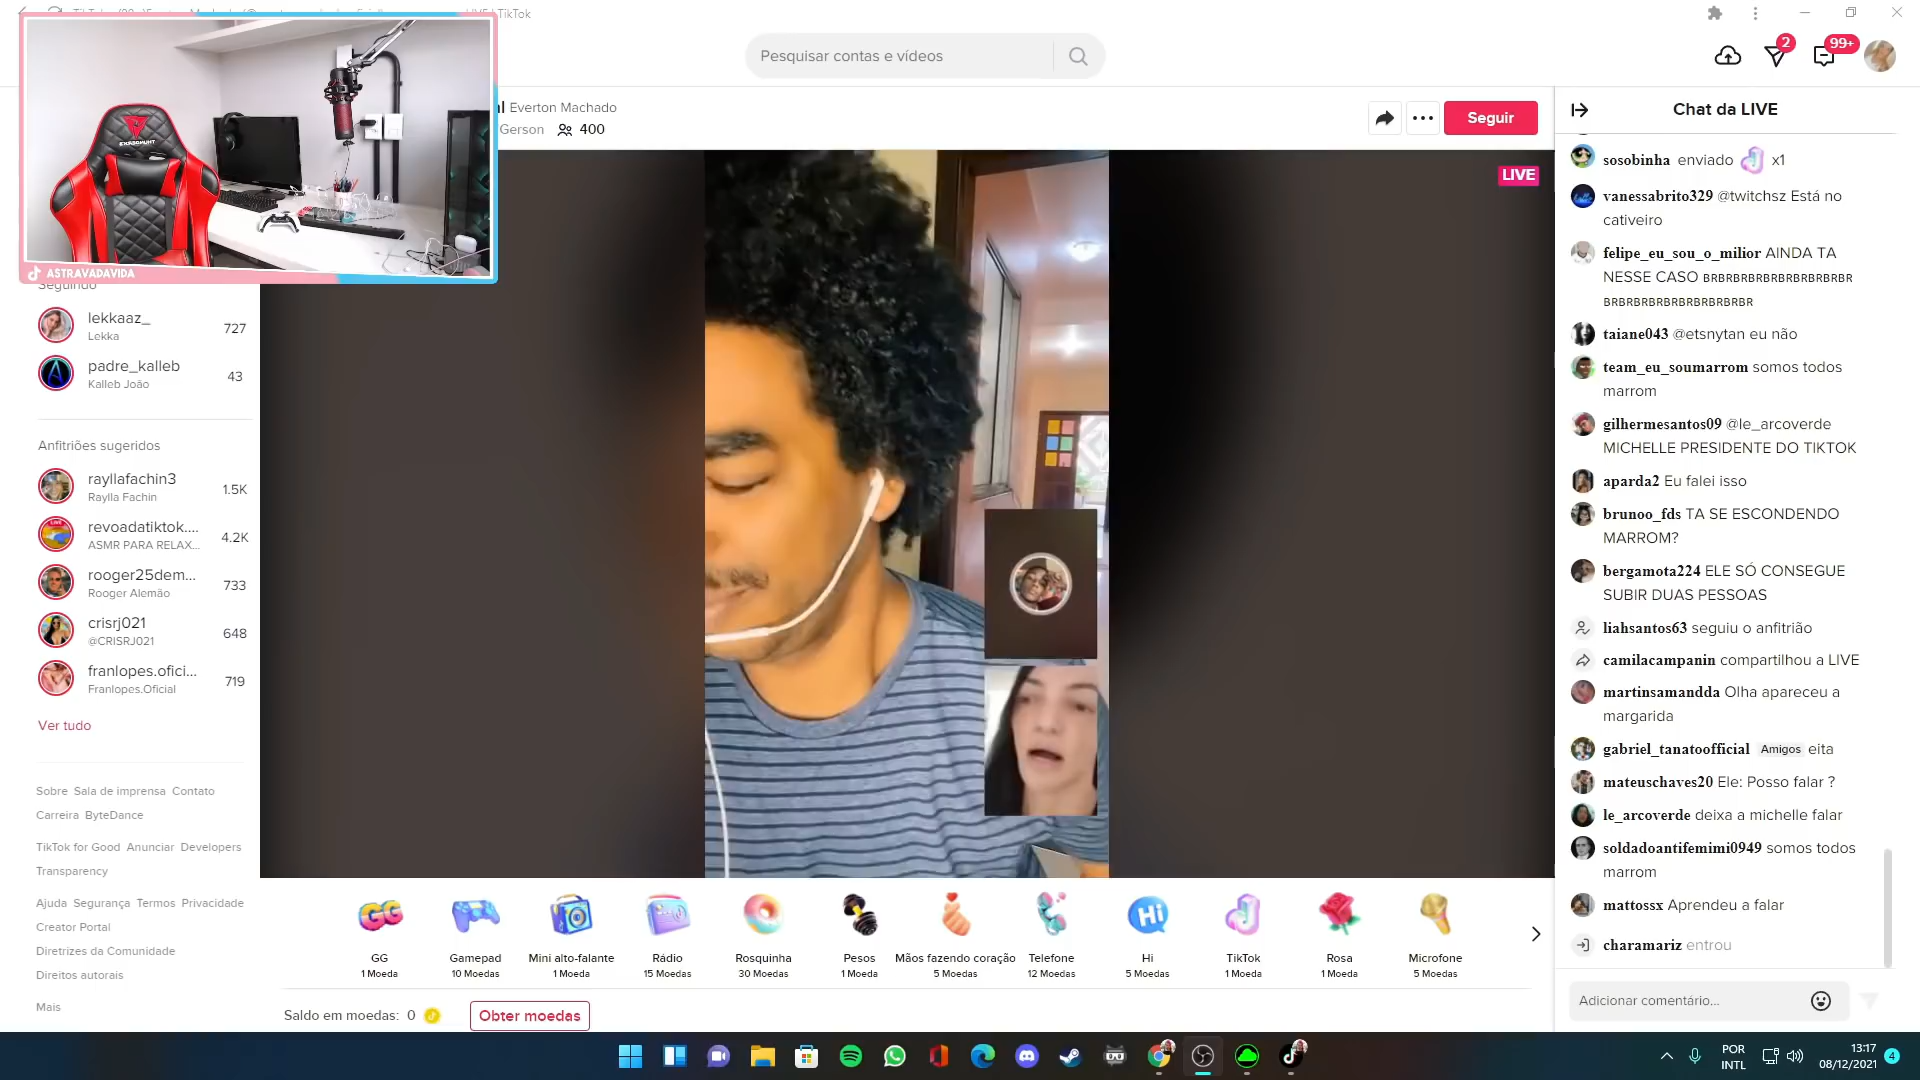 LIVE | TikTok
ASTRAVADAVIDA
Pesquisar contas e vídeos
2
99+
Everton Machado
Gerson 400
Seguir
LIVE
Seguindo
lekkaaz_
Lekka
727
padre_kalleb
Kalleb João
43
Anfitriões sugeridos
rayllafachin3
Raylla Fachin
1.5K
revoadatiktok....
ASMR PARA RELAX...
4.2K
rooger25dem...
Rooger Alemão
733
crisrj021
@CRISRJ021
648
franlopes.ofici...
Franlopes.Oficial
719
Ver tudo
Sobre Sala de imprensa Contato
Carreira ByteDance
TikTok for Good Anunciar Developers
Transparency
Ajuda Segurança Termos Privacidade
Creator Portal
Diretrizes da Comunidade
Direitos autorais
Mais
GG
1 Moeda
Gamepad
10 Moedas
Mini alto-falante
1 Moeda
Rádio
15 Moedas
Rosquinha
30 Moedas
Pesos
1 Moeda
Mãos fazendo coração
5 Moedas
Telefone
12 Moedas
Hi
5 Moedas
TikTok
1 Moeda
Rosa
1 Moeda
Microfone
5 Moedas
Saldo em moedas: 0
Obter moedas
Chat da LIVE
sosobinha enviado x1
vanessabrito329 @twitchsz Está no
cativeiro
felipe_eu_sou_o_milior AINDA TA
NESSE CASO ʙʀʙʀʙʀʙʀʙʀʙʀʙʀʙʀʙʀʙʀ
ʙʀʙʀʙʀʙʀʙʀʙʀʙʀʙʀʙʀʙʀ
taiane043 @etsnytan eu não
team_eu_soumarrom somos todos
marrom
gilhermesantos09 @le_arcoverde
MICHELLE PRESIDENTE DO TIKTOK
aparda2 Eu falei isso
brunoo_fds TA SE ESCONDENDO
MARROM?
bergamota224 ELE SÓ CONSEGUE
SUBIR DUAS PESSOAS
liahsantos63 seguiu o anfitrião
camilacampanin compartilhou a LIVE
martinsamandda Olha apareceu a
margarida
gabriel_tanatoofficial Amigos eita
mateuschaves20 Ele: Posso falar ?
le_arcoverde deixa a michelle falar
soldadoantifemimi0949 somos todos
marrom
mattossx Aprendeu a falar
charamariz entrou
Adicionar comentário...
POR
INTL
13:17
08/12/2021
4